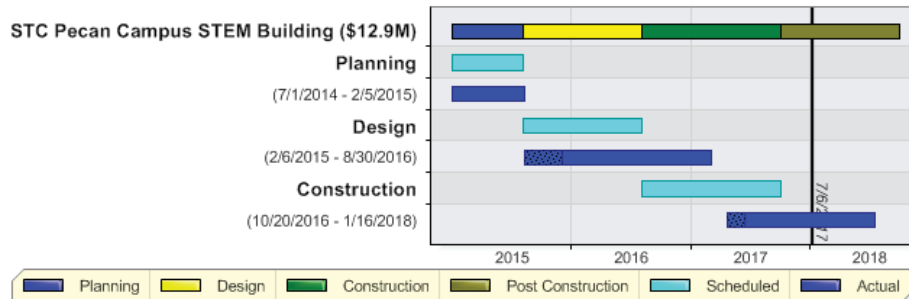 STC Pecan Campus STEM Building ($12.9M)
Planning
(7/1/2014 - 2/5/2015)
Design
(2/6/2015 - 8/30/2016)
Construction
(10/20/2016 - 1/16/2018)
2015 2016 2017 2018
Planning Design Construction Post Construction Scheduled Actual